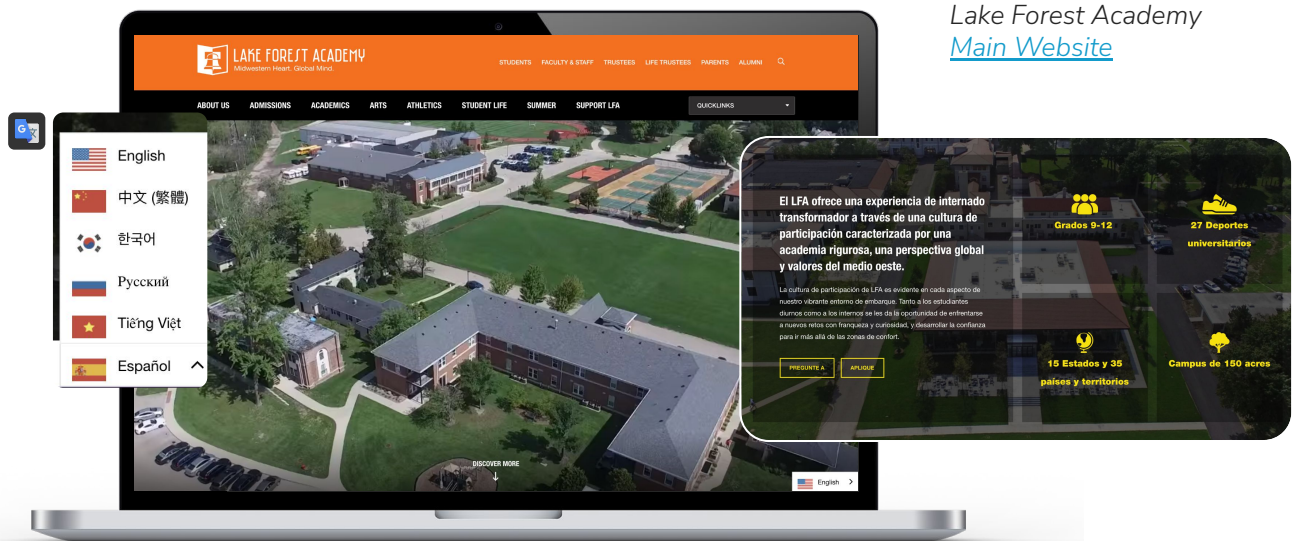 Lake Forest Academy
Main Website
LAKE FOREST ACADEMY
Midwestern Heart, Global Mind.
STUDENTS FACULTY & STAFF TRUSTEES LIFE TRUSTEES PARENTS ALUMNI
ABOUT US ADMISSIONS ACADEMICS ARTS ATHLETICS STUDENT LIFE SUMMER SUPPORT LFA QUICKLINKS
English
中文 (繁體)
한국어
Русский
Tiếng Việt
Español
El LFA ofrece una experiencia de internado
transformador a través de una cultura de
participación caracterizada por una
academia rigurosa, una perspectiva global
y valores del medio oeste.
La cultura de participación de LFA es evidente en cada aspecto de
nuestro vibrante entorno de embarque. Tanto a los estudiantes
diurnos como a los internos se les da la oportunidad de enfrentarse
a nuevos retos con franqueza y curiosidad, y desarrollar la confianza
para ir más allá de las zonas de confort.
PREGUNTE A APLIQUE
Grados 9-12
27 Deportes
universitarios
15 Estados y 35
países y territorios
Campus de 150 acres
DISCOVER MORE
English